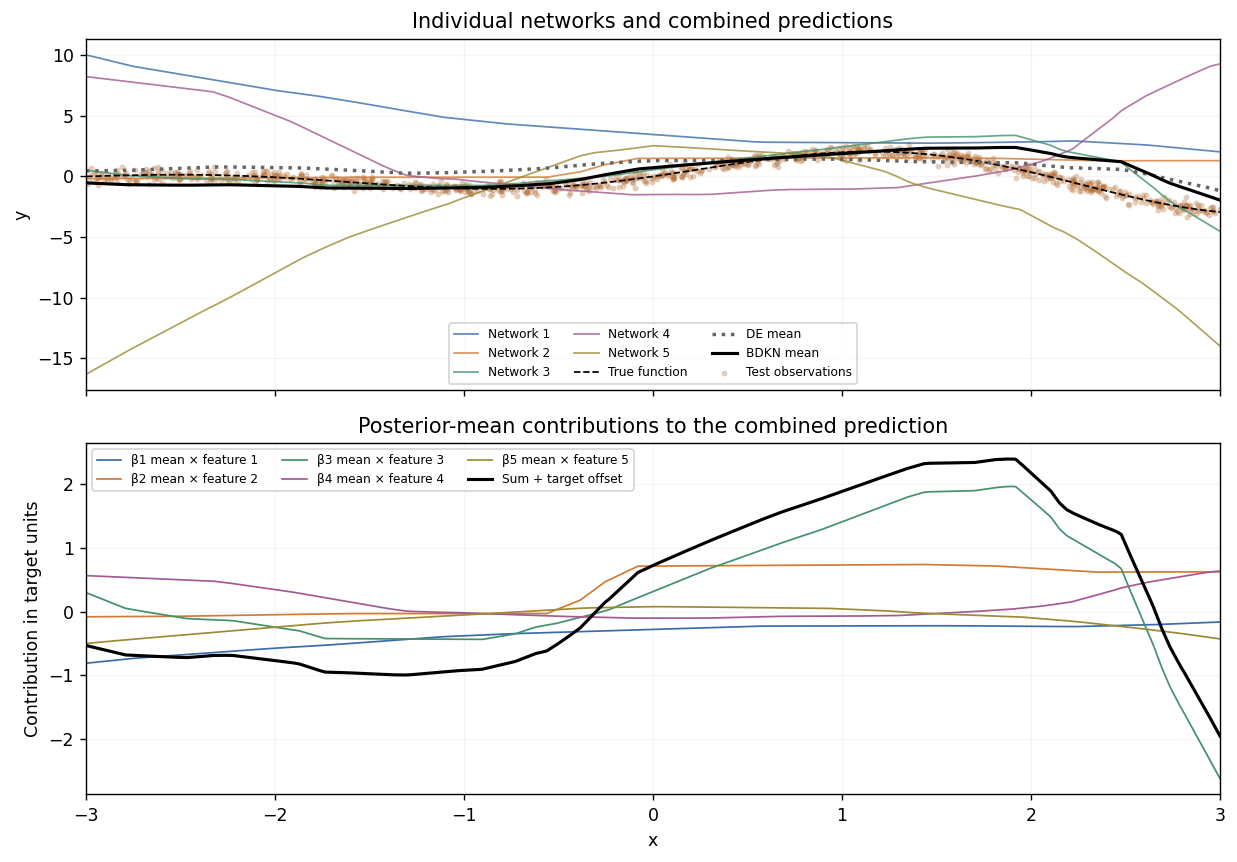 Individual networks and combined predictions
10
5
0
−5
−10
−15
y
Network 1
Network 2
Network 3
Network 4
Network 5
True function
DE mean
BDKN mean
Test observations
Posterior-mean contributions to the combined prediction
β1 mean × feature 1
β2 mean × feature 2
β3 mean × feature 3
β4 mean × feature 4
β5 mean × feature 5
Sum + target offset
2
1
0
−1
−2
Contribution in target units
−3
−2
−1
0
1
2
3
x